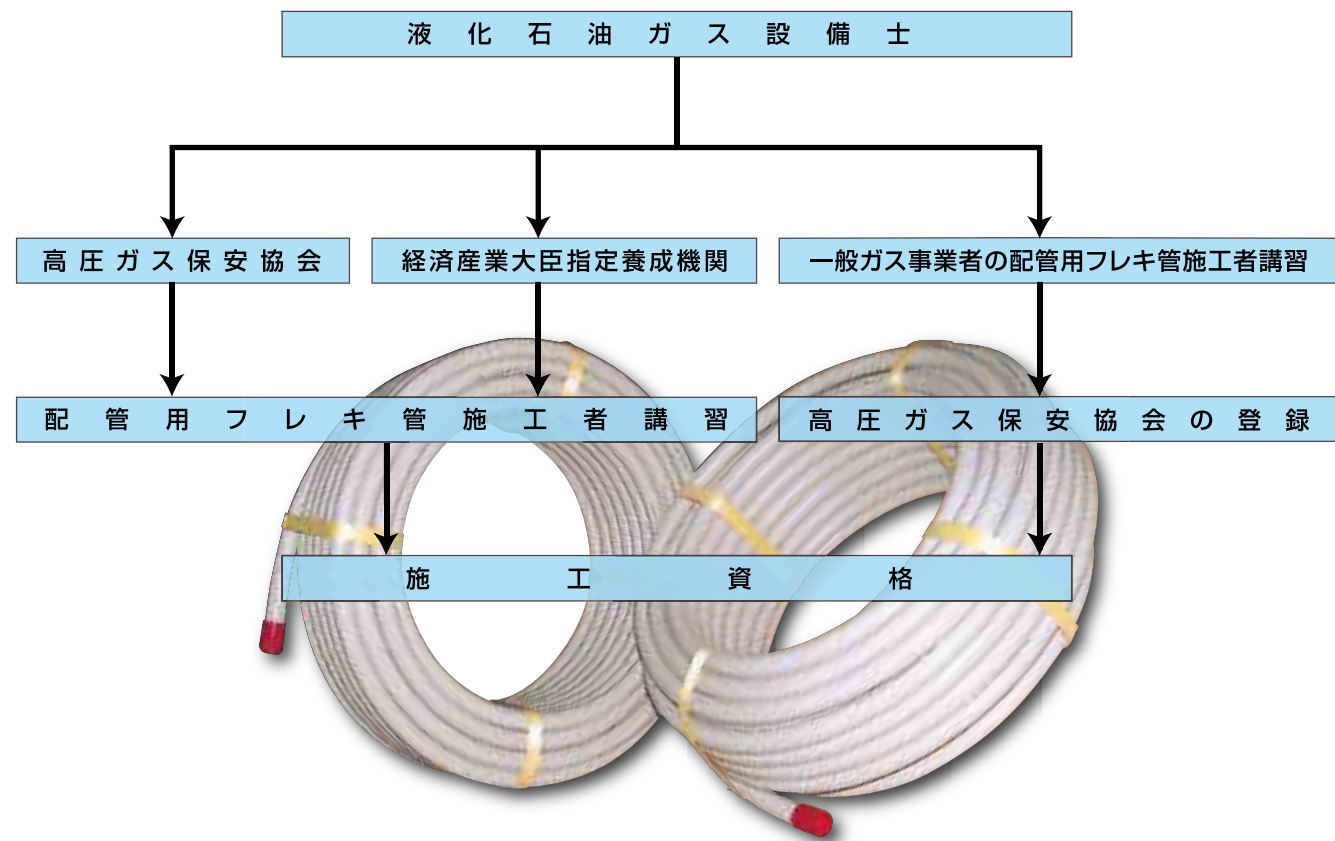 液化石油ガス設備士
高圧ガス保安協会
経済産業大臣指定養成機関
一般ガス事業者の配管用フレキ管施工者講習
配管用フレキ管施工者講習
高圧ガス保安協会の登録
施工資格